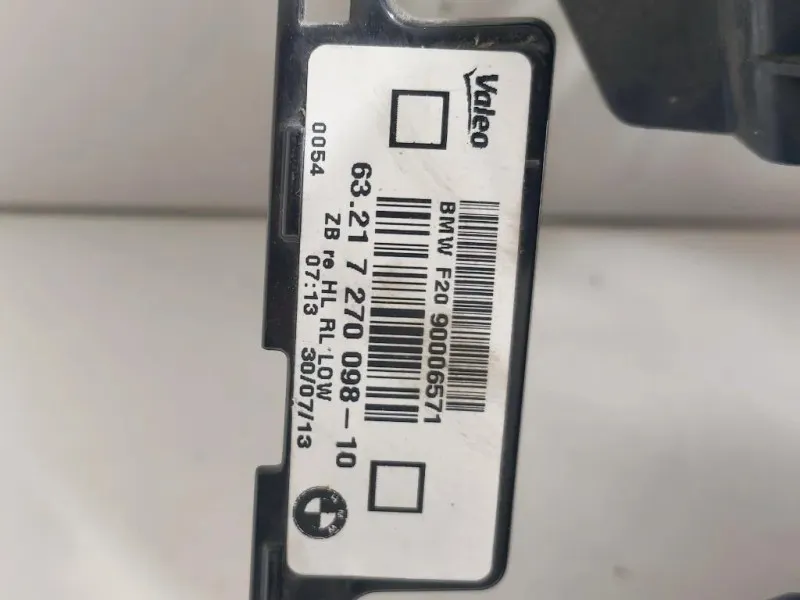 Valeo
BMW F20 90006571
63.21 7 270 098-10
ZB re HL RL LOW
0054 07:13 30/07/13
BMW